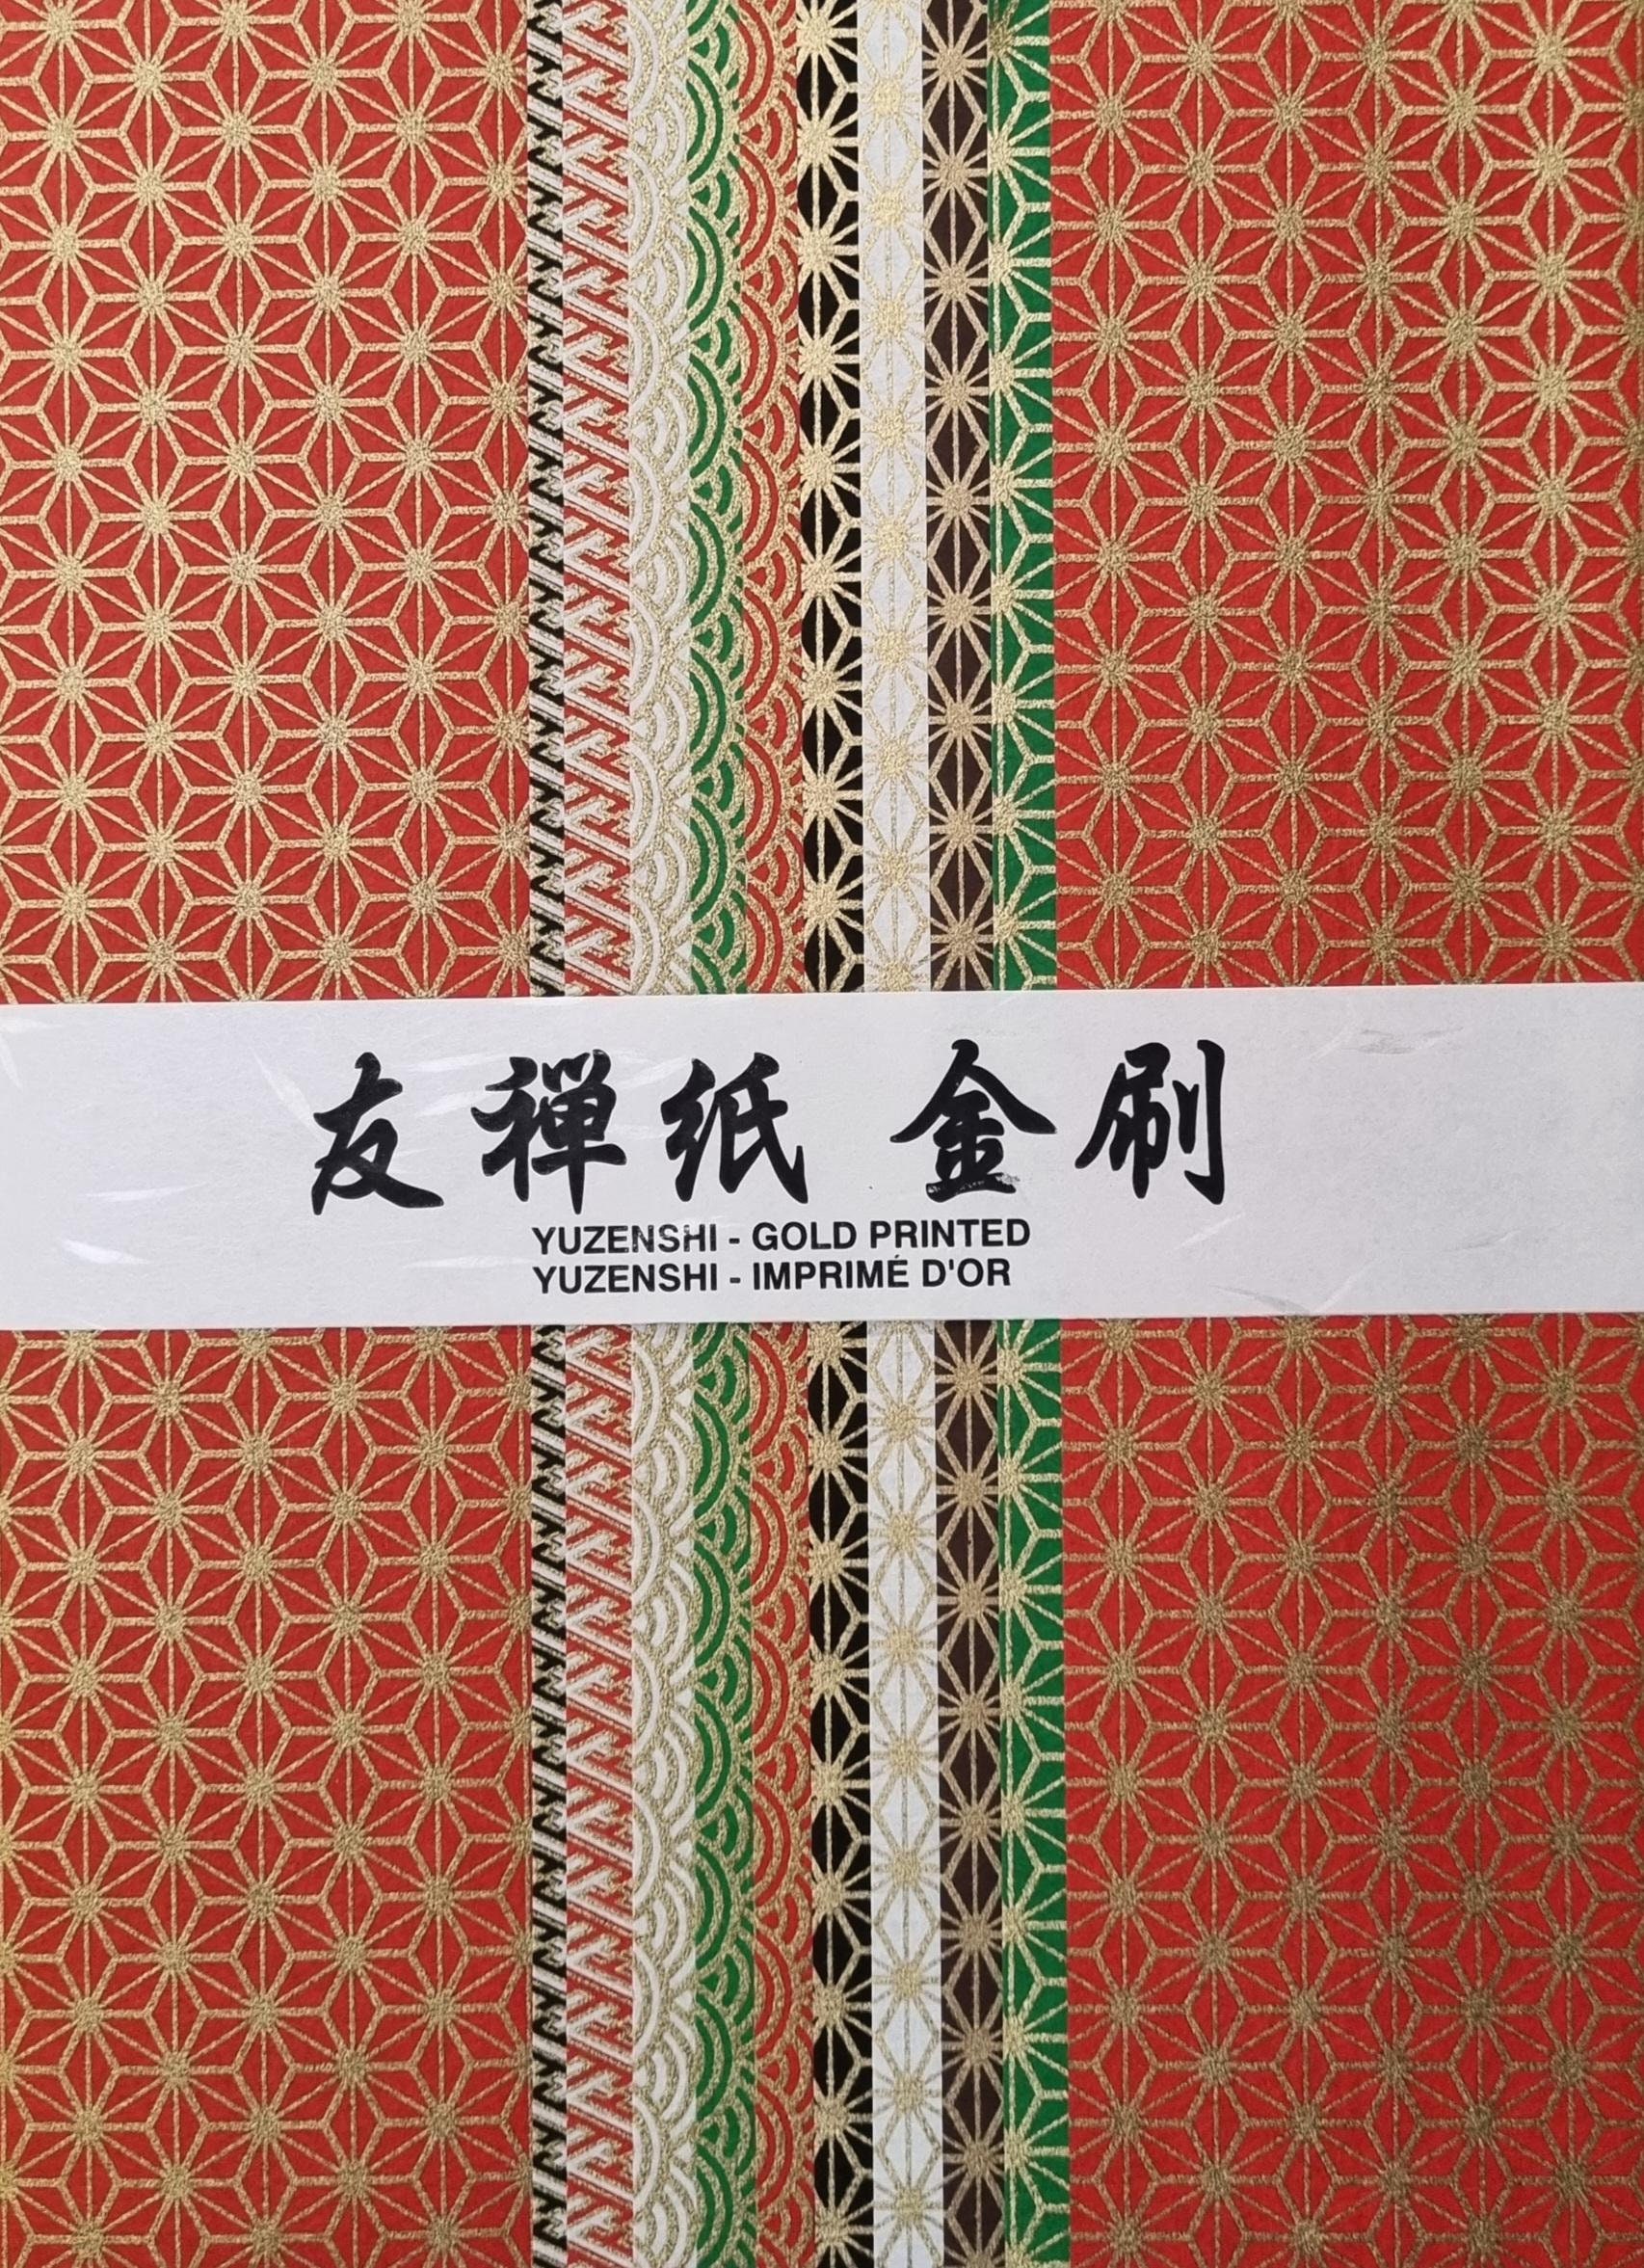 友禅紙 金刷
YUZENSHI - GOLD PRINTED
YUZENSHI - IMPRIMÉ D'OR